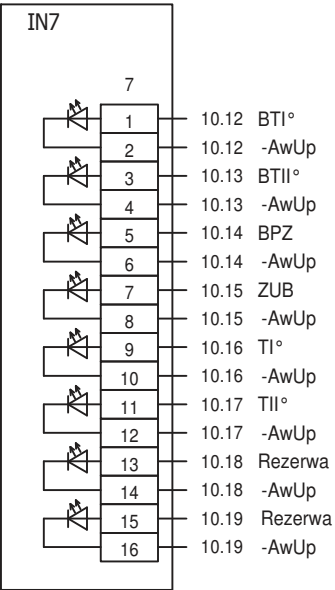 IN7
7
1 10.12 BTI°
2 10.12 -AwUp
3 10.13 BTII°
4 10.13 -AwUp
5 10.14 BPZ
6 10.14 -AwUp
7 10.15 ZUB
8 10.15 -AwUp
9 10.16 TI°
10 10.16 -AwUp
11 10.17 TII°
12 10.17 -AwUp
13 10.18 Rezerwa
14 10.18 -AwUp
15 10.19 Rezerwa
16 10.19 -AwUp